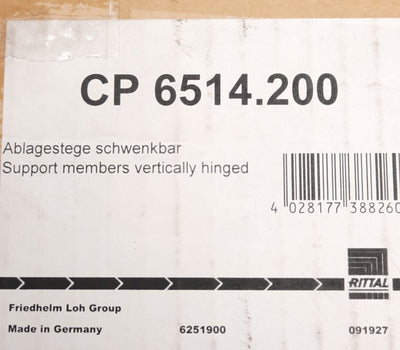 CP 6514.200
Ablagestege schwenkbar
Support members vertically hinged
4 028177 388260
RITTAL
Friedhelm Loh Group
Made in Germany 6251900 091927